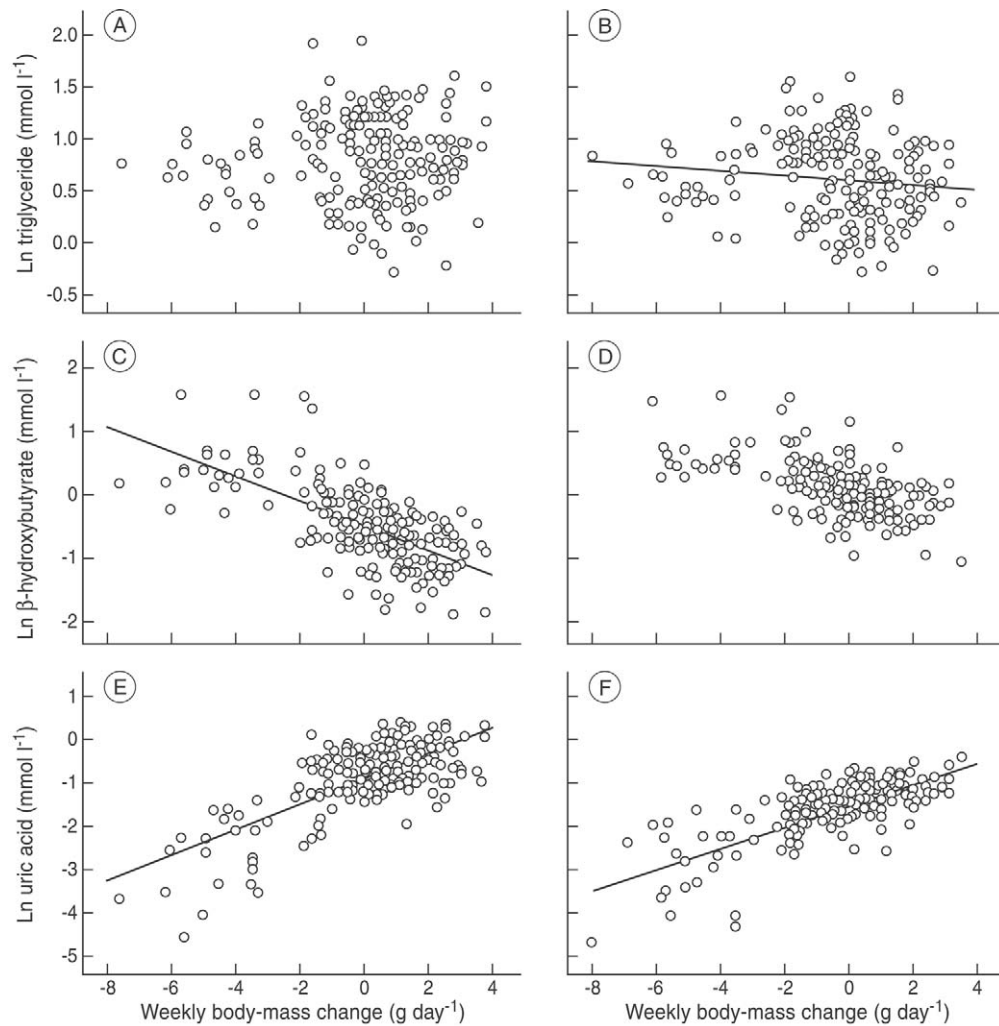 A
B
Ln triglyceride (mmol l-1)
2.0
1.5
1.0
0.5
0.0
-0.5
C
D
Ln β-hydroxybutyrate (mmol l-1)
2
1
0
-1
-2
E
F
Ln uric acid (mmol l-1)
1
0
-1
-2
-3
-4
-5
-8 -6 -4 -2 0 2 4
-8 -6 -4 -2 0 2 4
Weekly body-mass change (g day-1)
Weekly body-mass change (g day-1)